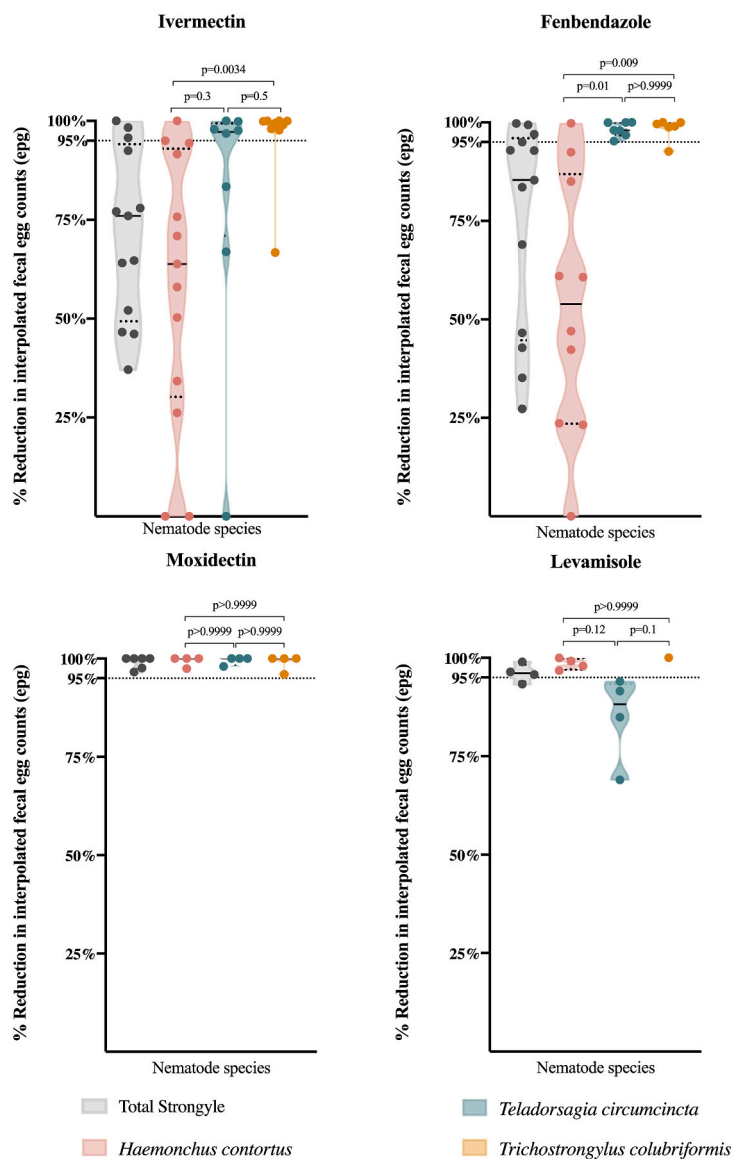 Ivermectin
Fenbendazole
% Reduction in interpolated fecal egg counts (epg)
100%
95%
75%
50%
25%
p=0.0034
p=0.3
p=0.5
Nematode species
% Reduction in interpolated fecal egg counts (epg)
100%
95%
75%
50%
25%
p=0.009
p=0.01
p>0.9999
Nematode species
Moxidectin
Levamisole
% Reduction in interpolated fecal egg counts (epg)
100%
95%
75%
50%
25%
p>0.9999
p>0.9999
p>0.9999
Nematode species
% Reduction in interpolated fecal egg counts (epg)
100%
95%
75%
50%
25%
p>0.9999
p=0.12
p=0.1
Nematode species
Total Strongyle
Teladorsagia circumcincta
Haemonchus contortus
Trichostrongylus colubriformis